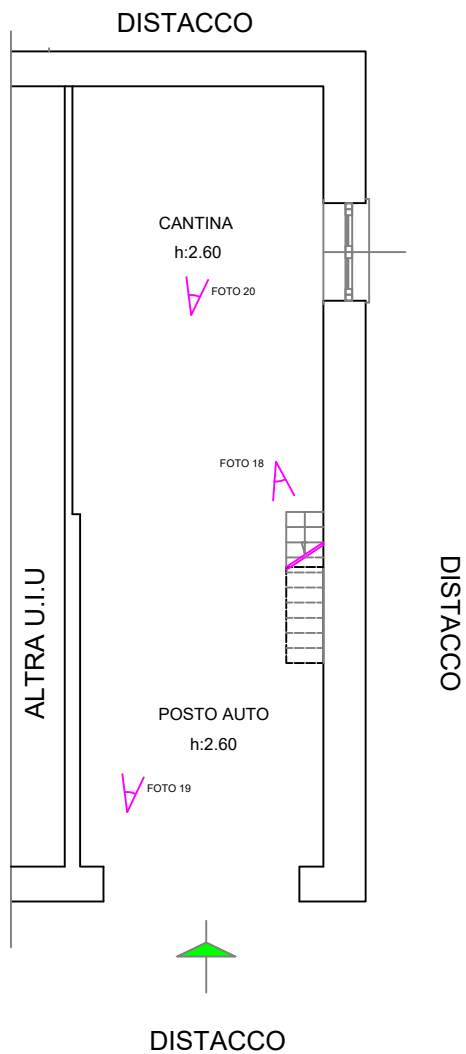 DISTACCO
CANTINA
h:2.60
FOTO 20
FOTO 18
ALTRA U.I.U
DISTACCO
POSTO AUTO
h:2.60
FOTO 19
DISTACCO